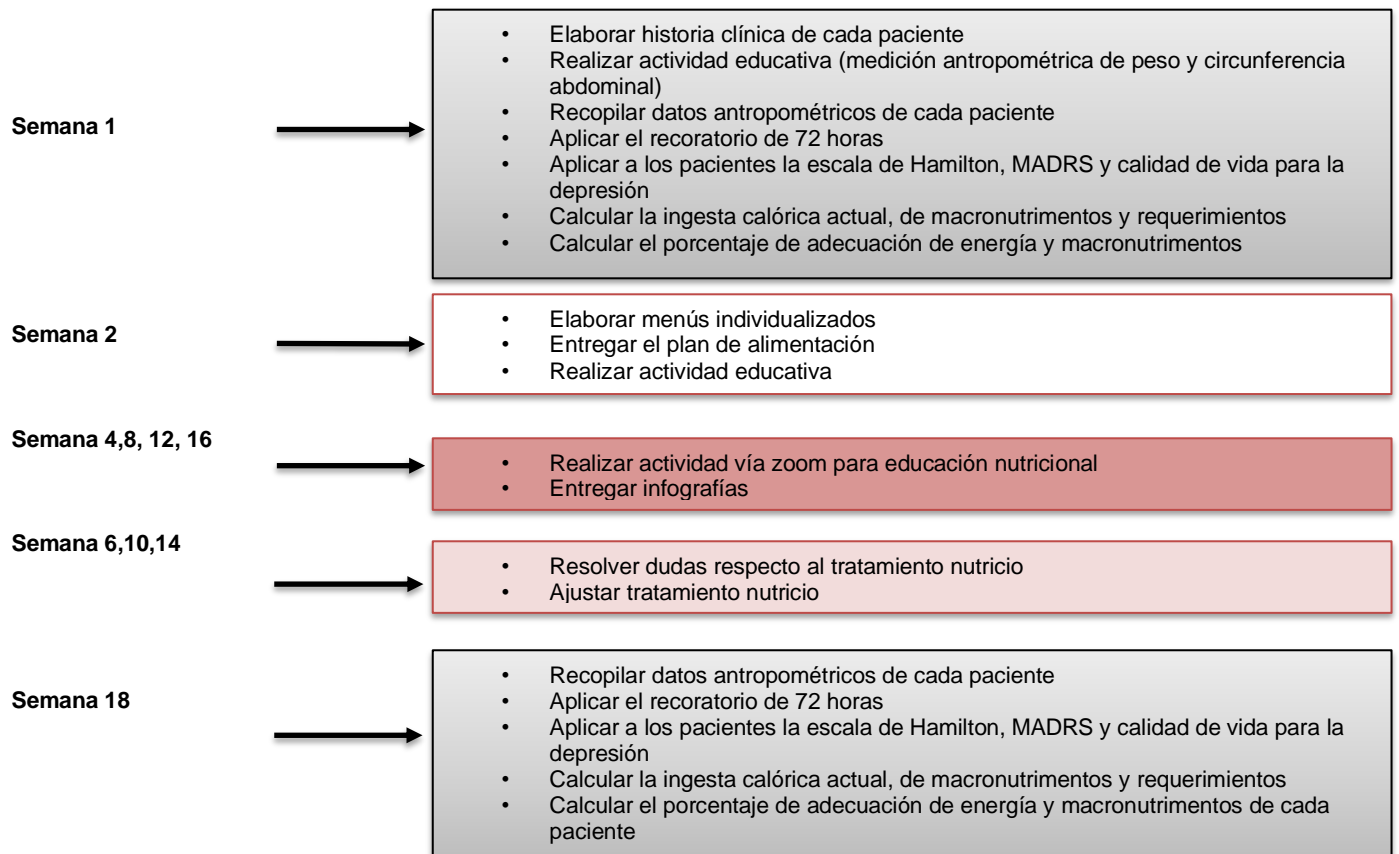 Semana 1
• Elaborar historia clínica de cada paciente
• Realizar actividad educativa (medición antropométrica de peso y circunferencia
abdominal)
• Recopilar datos antropométricos de cada paciente
• Aplicar el recoratorio de 72 horas
• Aplicar a los pacientes la escala de Hamilton, MADRS y calidad de vida para la
depresión
• Calcular la ingesta calórica actual, de macronutrimentos y requerimientos
• Calcular el porcentaje de adecuación de energía y macronutrimentos
Semana 2
• Elaborar menús individualizados
• Entregar el plan de alimentación
• Realizar actividad educativa
Semana 4,8, 12, 16
• Realizar actividad vía zoom para educación nutricional
• Entregar infografías
Semana 6,10,14
• Resolver dudas respecto al tratamiento nutricio
• Ajustar tratamiento nutricio
Semana 18
• Recopilar datos antropométricos de cada paciente
• Aplicar el recoratorio de 72 horas
• Aplicar a los pacientes la escala de Hamilton, MADRS y calidad de vida para la
depresión
• Calcular la ingesta calórica actual, de macronutrimentos y requerimientos
• Calcular el porcentaje de adecuación de energía y macronutrimentos de cada
paciente